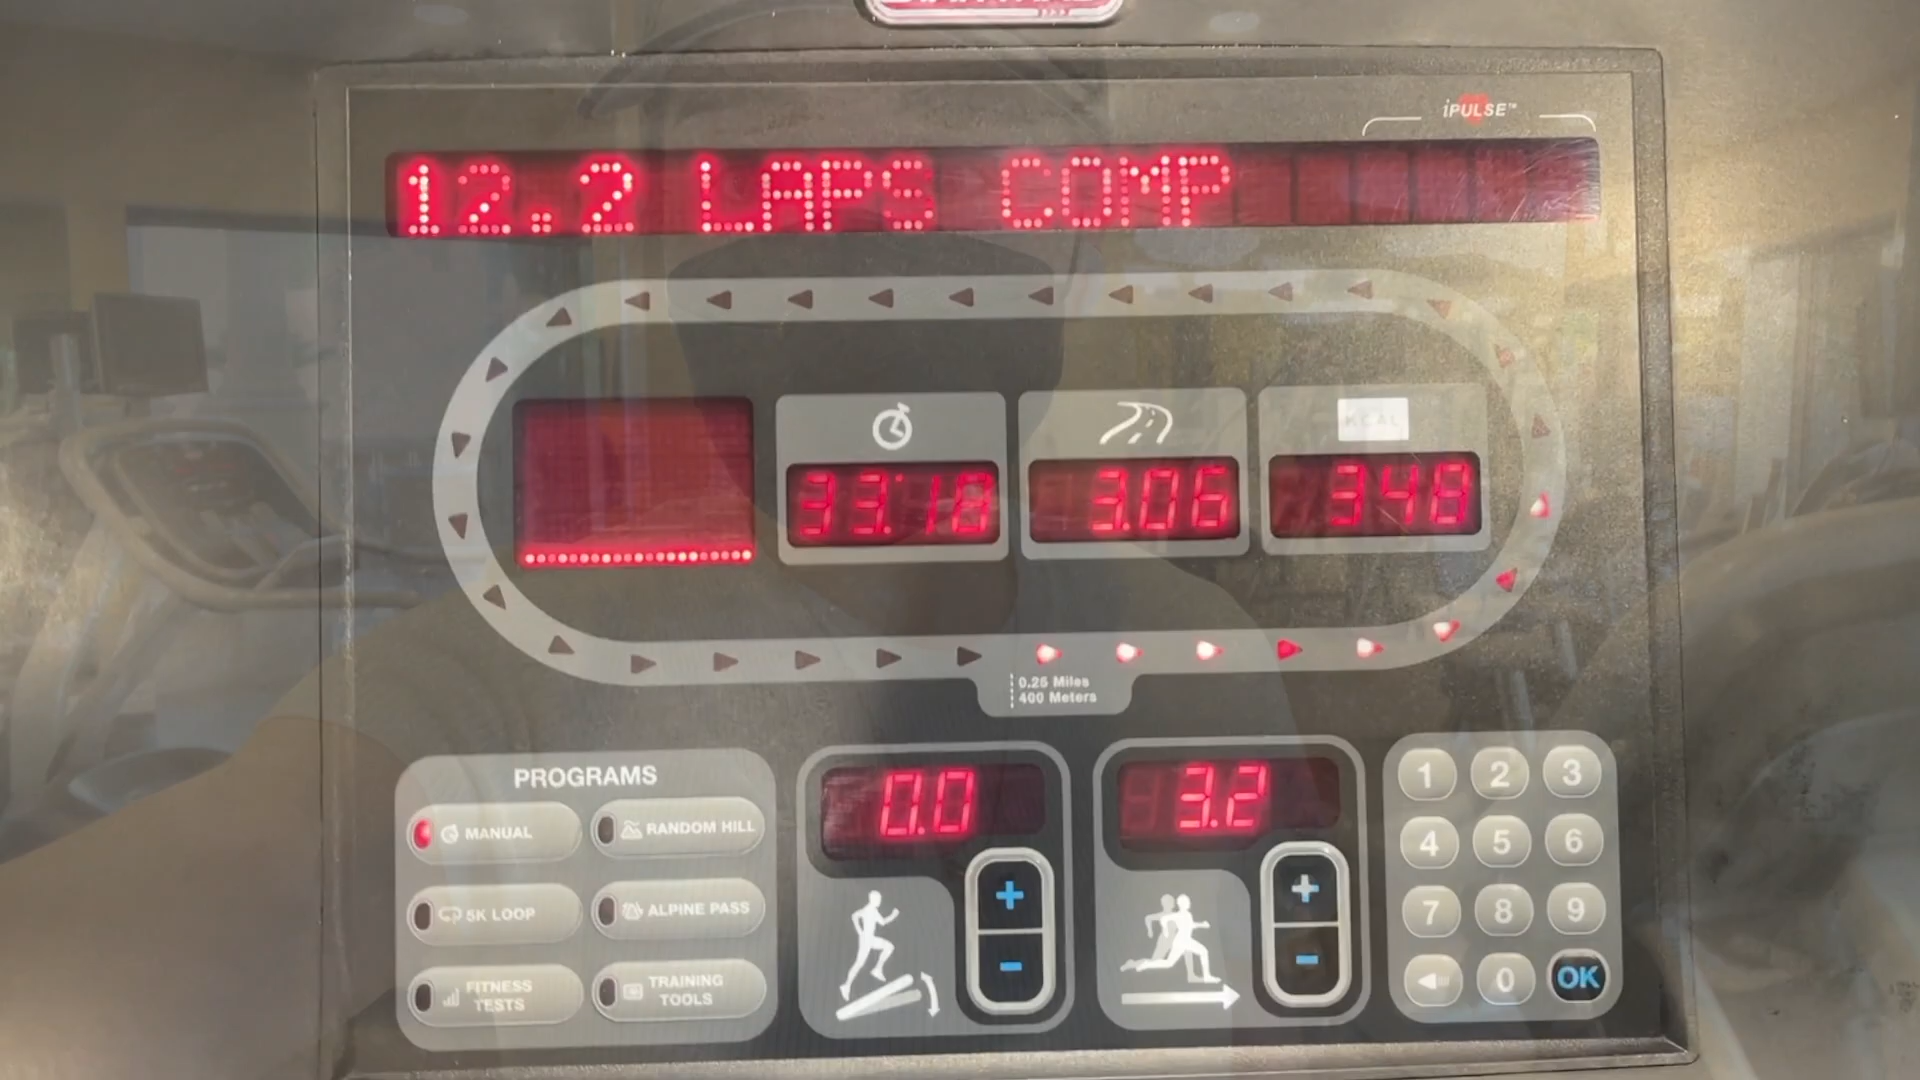 iPULSE™
12.2 LAPS COMP
KCAL
33:18
3.06
348
0.25 Miles
400 Meters
PROGRAMS
MANUAL
RANDOM HILL
5K LOOP
ALPINE PASS
FITNESS
TESTS
TRAINING
TOOLS
0.0
3.2
1 2 3
4 5 6
7 8 9
0 OK